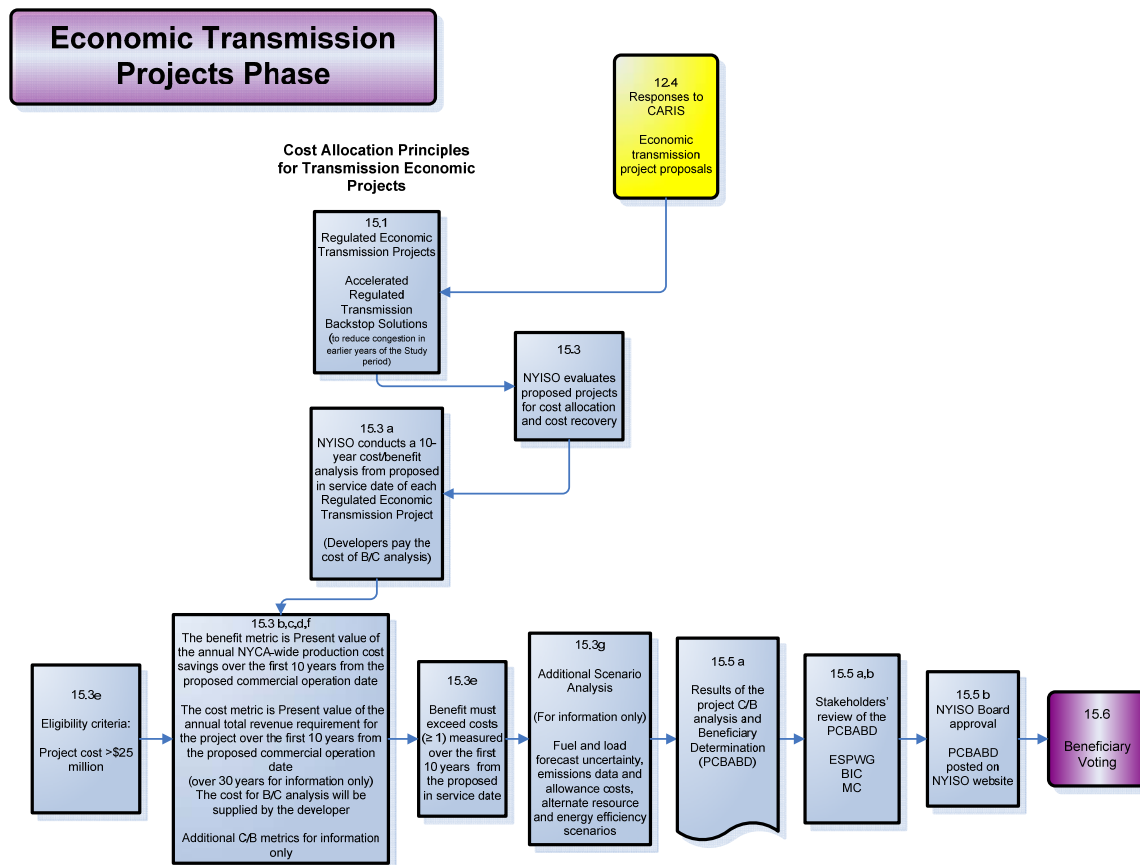 Economic Transmission
Projects Phase
12.4
Responses to
CARIS
Economic
transmission
project proposals
Cost Allocation Principles
for Transmission Economic
Projects
15.1
Regulated Economic
Transmission Projects
Accelerated
Regulated
Transmission
Backstop Solutions
(to reduce congestion in
earlier years of the Study
period)
15.3
NYISO evaluates
proposed projects
for cost allocation
and cost recovery
15.3 a
NYISO conducts a 10-
year cost/benefit
analysis from proposed
in service date of each
Regulated Economic
Transmission Project
(Developers pay the
cost of B/C analysis)
15.3e
Eligibility criteria:
Project cost >$25
million
15.3 b,c,d,f
The benefit metric is Present value of
the annual NYCA-wide production cost
savings over the first 10 years from the
proposed commercial operation date
The cost metric is Present value of the
annual total revenue requirement for
the project over the first 10 years from
the proposed commercial operation
date
(over 30 years for information only)
The cost for B/C analysis will be
supplied by the developer
Additional C/B metrics for information
only
15.3e
Benefit must
exceed costs
(≥ 1) measured
over the first
10 years from
the proposed
in service date
15.3g
Additional Scenario
Analysis
(For information only)
Fuel and load
forecast uncertainty,
emissions data and
allowance costs,
alternate resource
and energy efficiency
scenarios
15.5 a
Results of the
project C/B
analysis and
Beneficiary
Determination
(PCBABD)
15.5 a,b
Stakeholders'
review of the
PCBABD
ESPWG
BIC
MC
15.5 b
NYISO Board
approval
PCBABD
posted on
NYISO website
15.6
Beneficiary
Voting